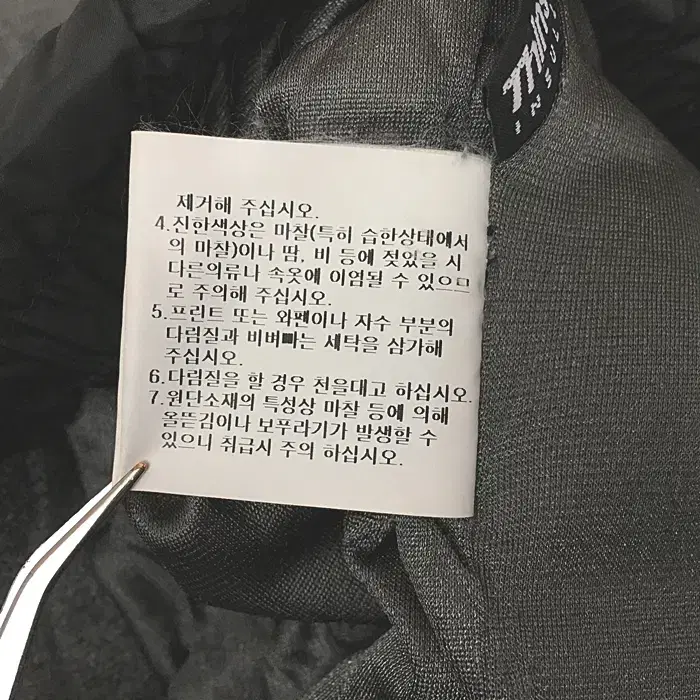 제거해 주십시오.
4.진한색상은 마찰(특히 습한상태에서
의 마찰)이나 땀, 비 등에 젖었을 시
다른의류나 속옷에 이염될 수 있으므
로 주의해 주십시오.
5.프린트 또는 와펜이나 자수 부분의
다림질과 비벼빠는 세탁을 삼가해
주십시오.
6.다림질을 할 경우 천을대고 하십시오.
7.원단소재의 특성상 마찰 등에 의해
올뜯김이나 보푸라기가 발생할 수
있으니 취급시 주의 하십시오.